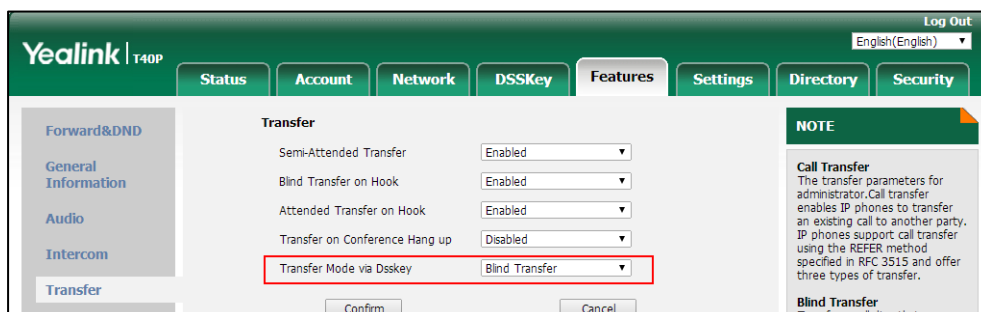 Log Out
Yealink | T40P
English(English)
Status Account Network DSSKey Features Settings Directory Security
Forward&DND
General
Information
Audio
Intercom
Transfer
Transfer
Semi-Attended Transfer Enabled
Blind Transfer on Hook Enabled
Attended Transfer on Hook Enabled
Transfer on Conference Hang up Disabled
Transfer Mode via Dsskey Blind Transfer
Confirm Cancel
NOTE
Call Transfer
The transfer parameters for
administrator.Call transfer
enables IP phones to transfer
an existing call to another party.
IP phones support call transfer
using the REFER method
specified in RFC 3515 and offer
three types of transfer.
Blind Transfer